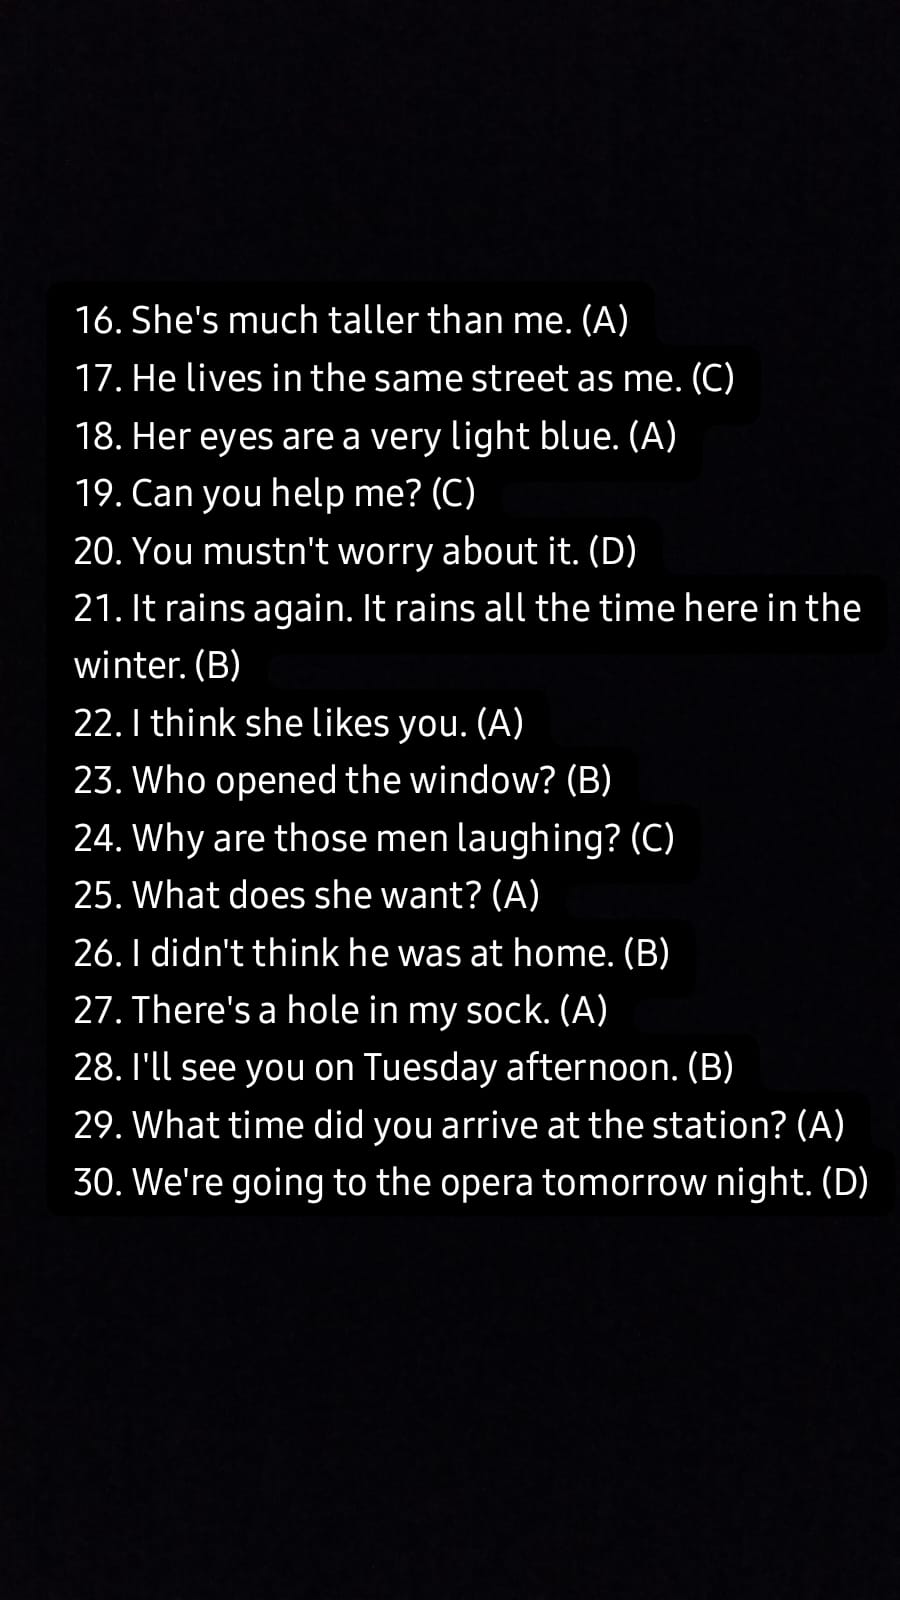 16. She's much taller than me. (A)
17. He lives in the same street as me. (C)
18. Her eyes are a very light blue. (A)
19. Can you help me? (C)
20. You mustn't worry about it. (D)
21. It rains again. It rains all the time here in the
winter. (B)
22. I think she likes you. (A)
23. Who opened the window? (B)
24. Why are those men laughing? (C)
25. What does she want? (A)
26. I didn't think he was at home. (B)
27. There's a hole in my sock. (A)
28. I'll see you on Tuesday afternoon. (B)
29. What time did you arrive at the station? (A)
30. We're going to the opera tomorrow night. (D)